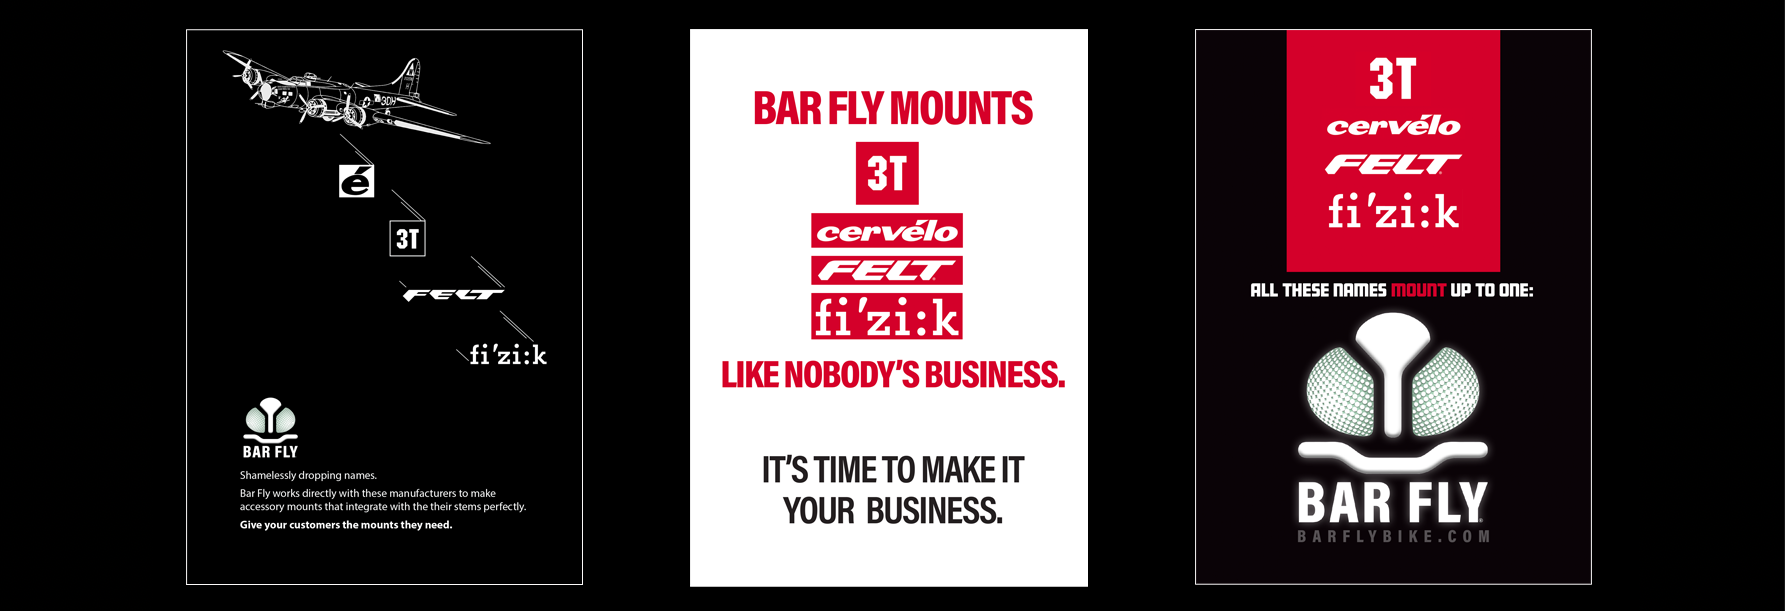 3DH
é
3T
FELT
fi'zi:k
BAR FLY
Shamelessly dropping names.
Bar Fly works directly with these manufacturers to make
accessory mounts that integrate with the their stems perfectly.
Give your customers the mounts they need.
BAR FLY MOUNTS
3T
cervélo
FELT
fi'zi:k
LIKE NOBODY'S BUSINESS.
IT'S TIME TO MAKE IT
YOUR BUSINESS.
3T
cervélo
FELT
fi'zi:k
ALL THESE NAMES MOUNT UP TO ONE:
BAR FLY
BARFLYBIKE.COM